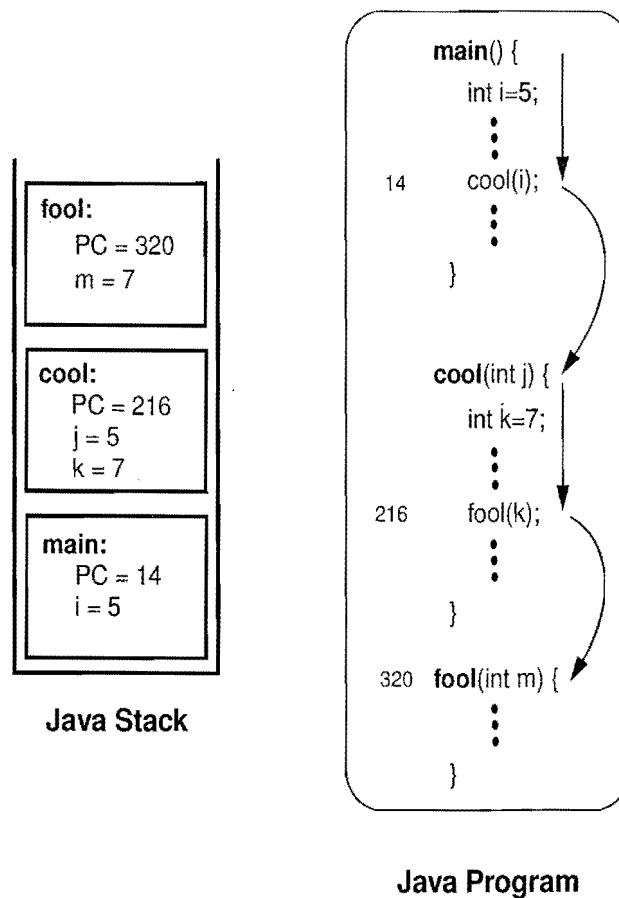 fool:
PC = 320
m = 7
cool:
PC = 216
j = 5
k = 7
main:
PC = 14
i = 5
Java Stack
main() {
int i=5;
14 cool(i);
}
cool(int j) {
int k=7;
216 fool(k);
}
320 fool(int m) {
}
Java Program